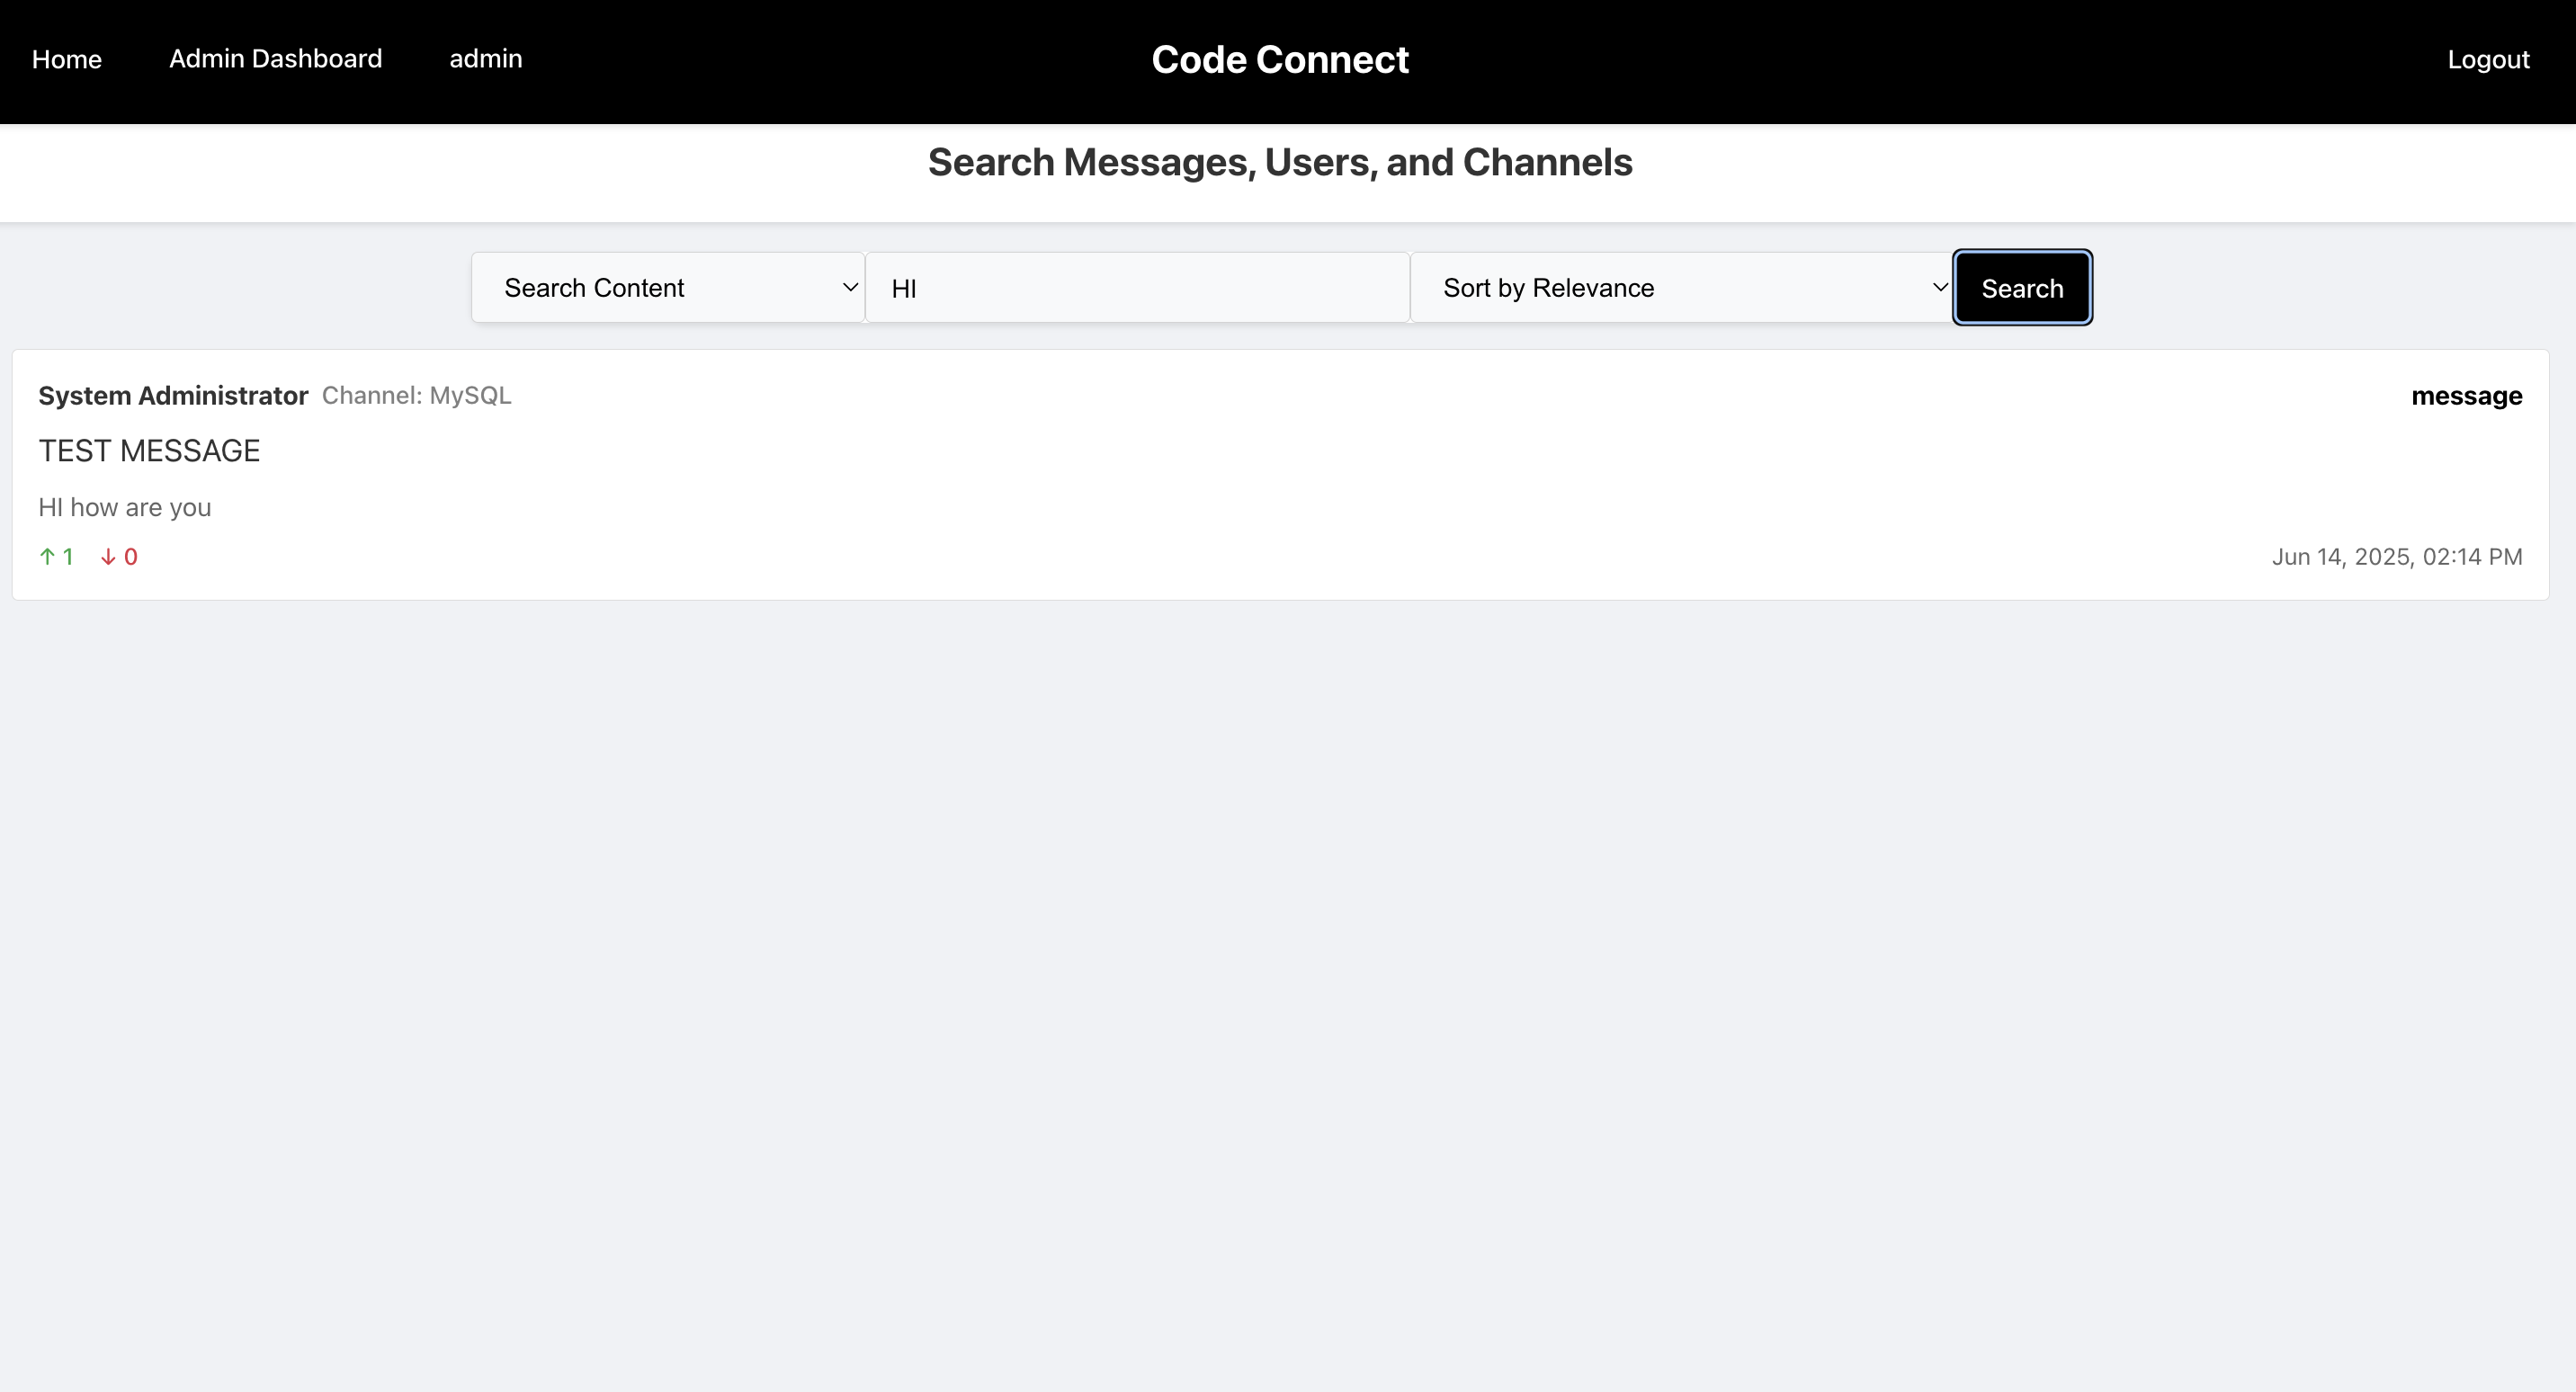 Home Admin Dashboard admin Code Connect Logout
Search Messages, Users, and Channels
Search Content HI Sort by Relevance Search
System Administrator Channel: MySQL message
TEST MESSAGE
HI how are you
↑ 1 ↓ 0 Jun 14, 2025, 02:14 PM